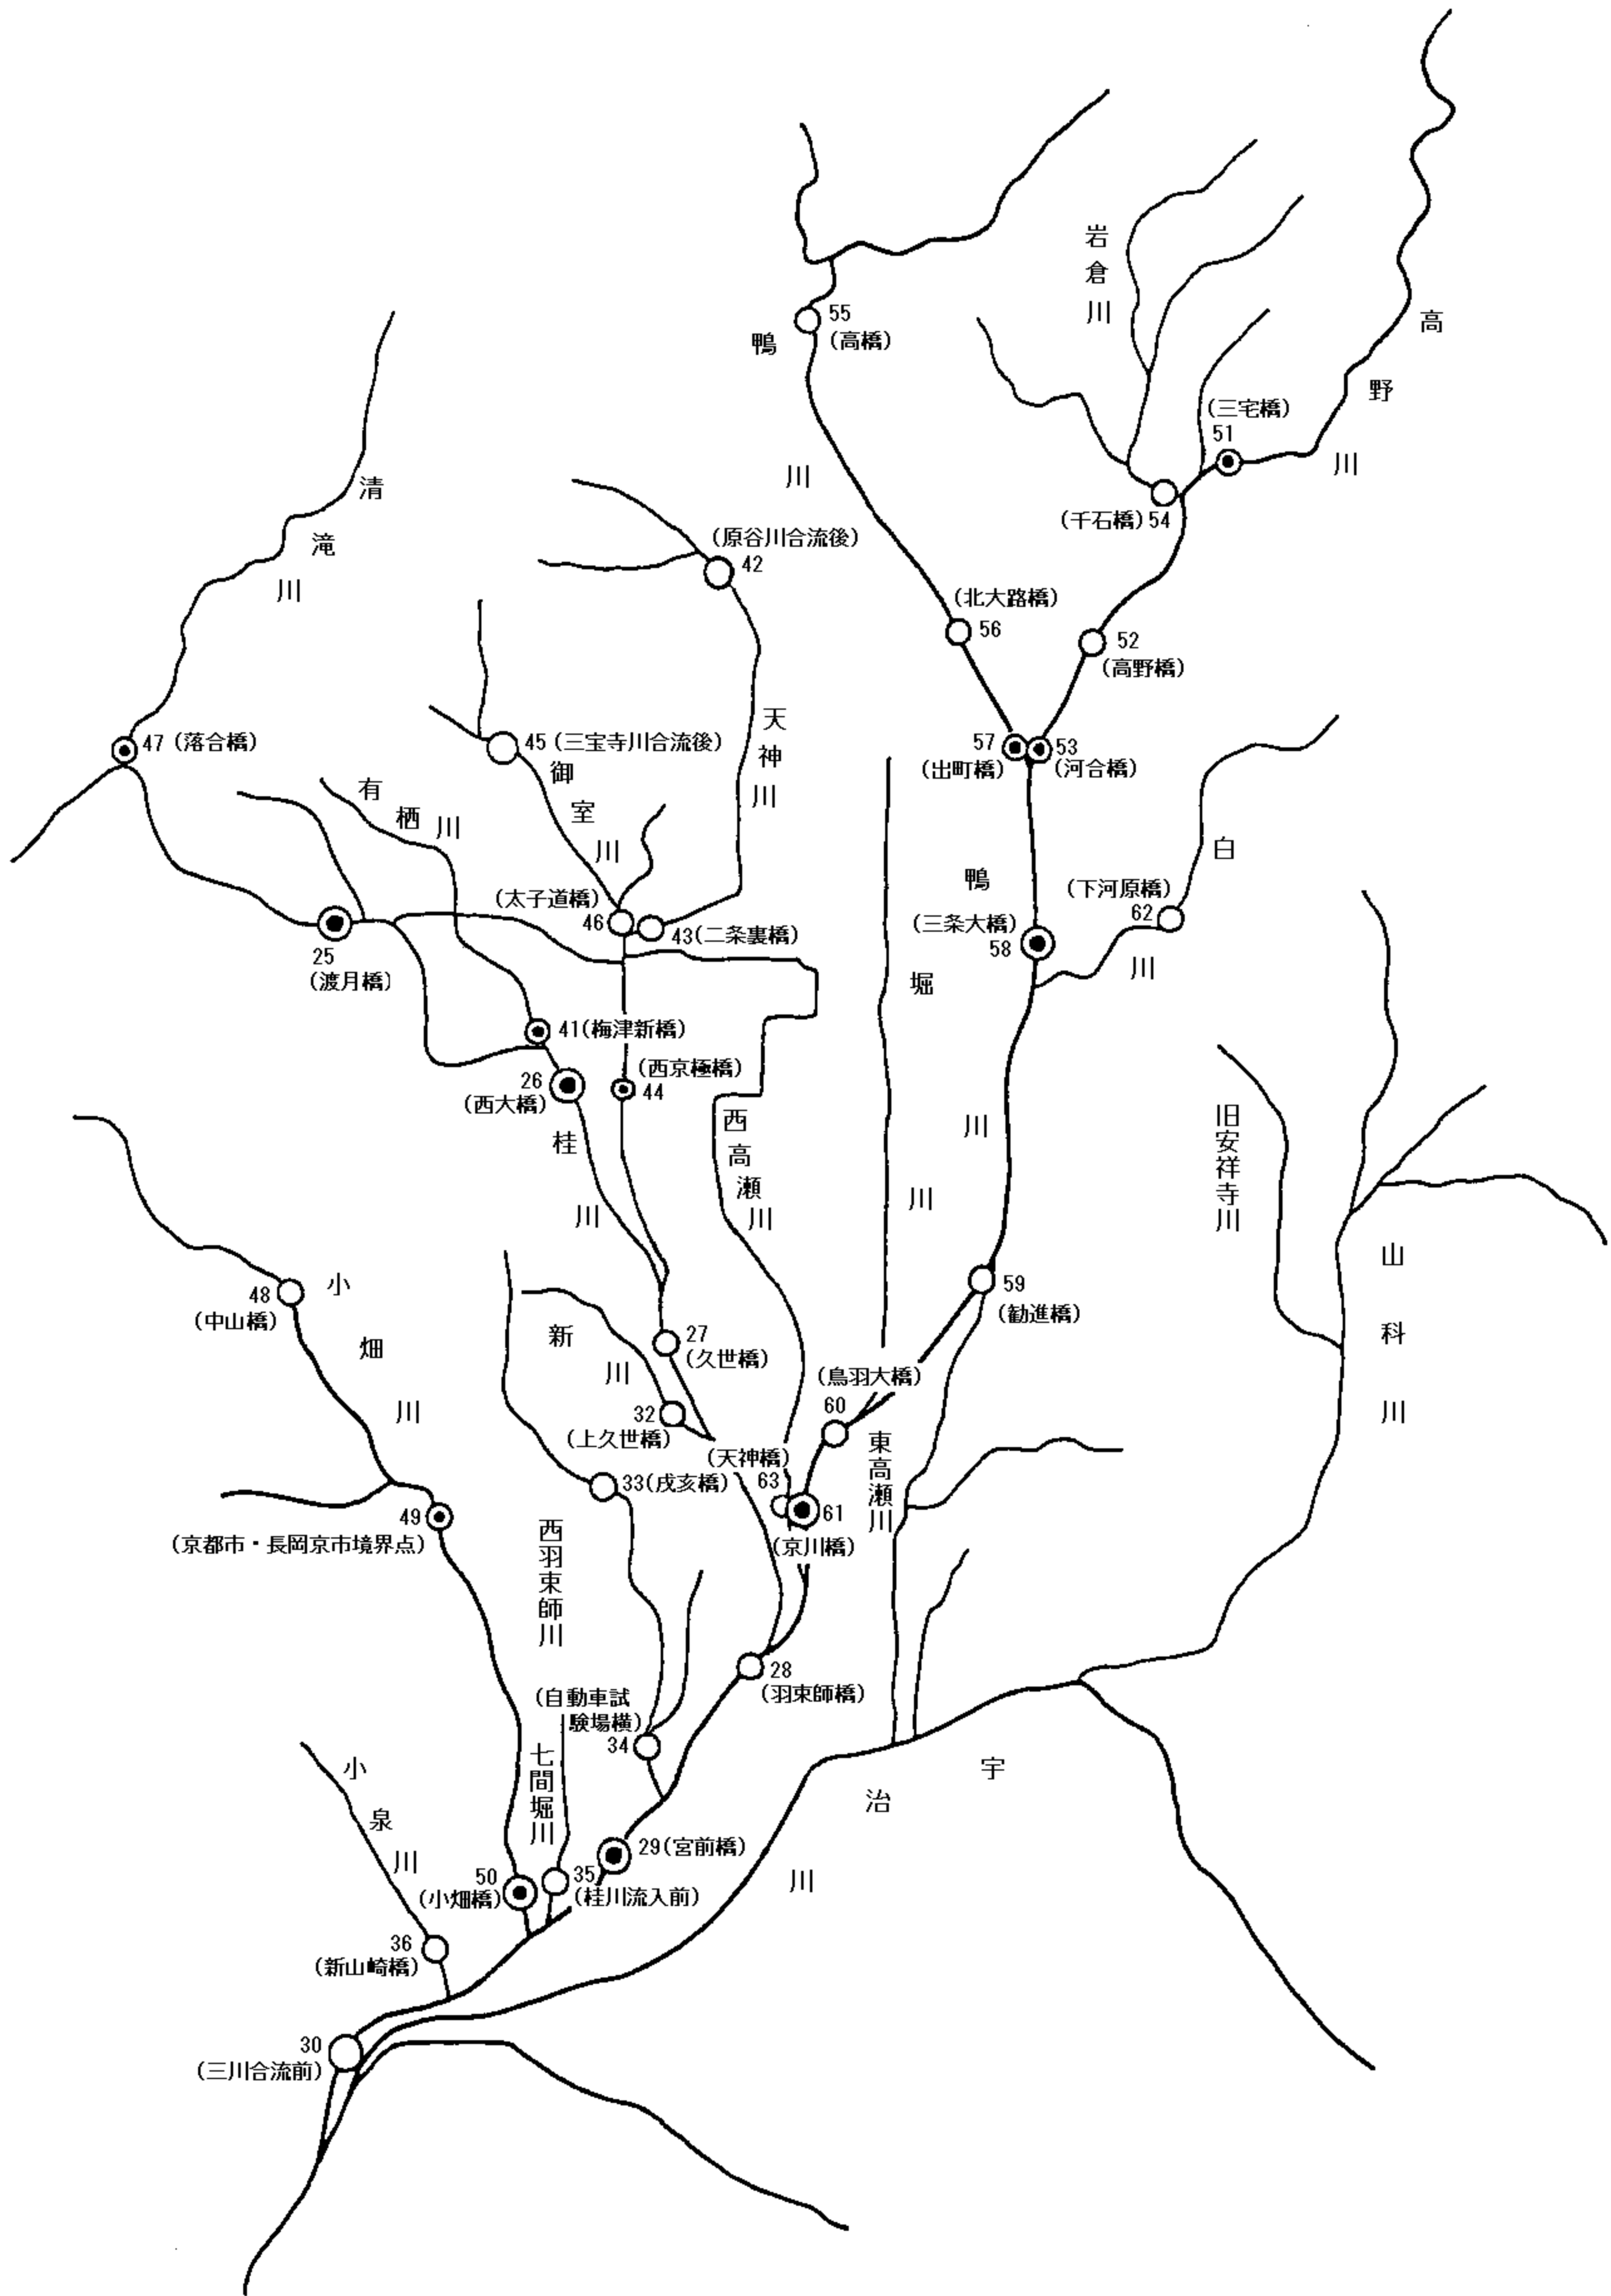 岩倉川
高野川
55
(高橋)
鴨川
(三宅橋)
51
(千石橋)54
清滝川
(原谷川合流後)
42
(北大路橋)
56
52
(高野橋)
天神川
47(落合橋)
45(三宝寺川合流後)
御室川
57
(出町橋)
53
(河合橋)
有栖川
白川
鴨川
(下河原橋)
62
(太子道橋)
46
43(二条裏橋)
(三条大橋)
58
25
(渡月橋)
堀川
41(梅津新橋)
(西京極橋)
44
26
(西大橋)
桂川
西高瀬川
旧安祥寺川
山科川
48
(中山橋)
小畑川
59
(勧進橋)
新川
27
(久世橋)
(鳥羽大橋)
60
32
(上久世橋)
(天神橋)
63
東高瀬川
33(戌亥橋)
61
(京川橋)
49
(京都市・長岡京市境界点)
西羽束師川
28
(羽束師橋)
(自動車試
験場横)
34
七間堀川
小泉川
宇治川
29(宮前橋)
50
(小畑橋)
35
(桂川流入前)
36
(新山崎橋)
30
(三川合流前)